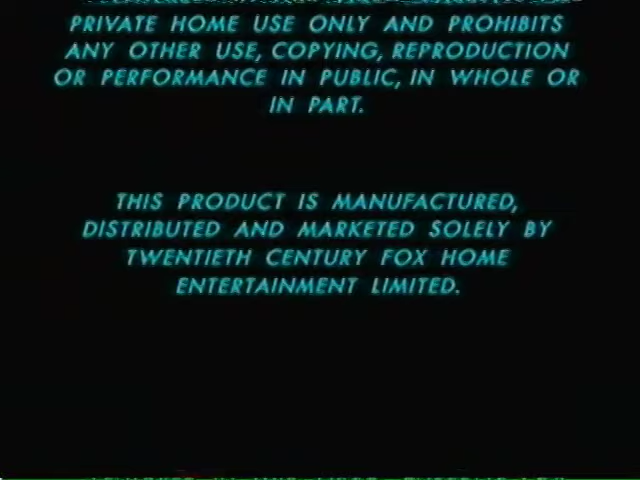 PRIVATE HOME USE ONLY AND PROHIBITS
ANY OTHER USE, COPYING, REPRODUCTION
OR PERFORMANCE IN PUBLIC, IN WHOLE OR
IN PART.
THIS PRODUCT IS MANUFACTURED,
DISTRIBUTED AND MARKETED SOLELY BY
TWENTIETH CENTURY FOX HOME
ENTERTAINMENT LIMITED.